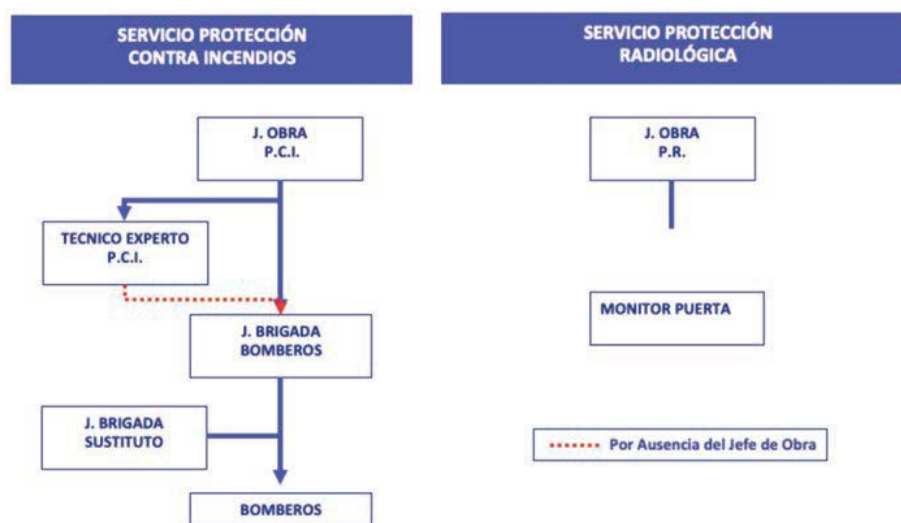 SERVICIO PROTECCIÓN
CONTRA INCENDIOS
J. OBRA
P.C.I.
TECNICO EXPERTO
P.C.I.
J. BRIGADA
BOMBEROS
J. BRIGADA
SUSTITUTO
BOMBEROS
SERVICIO PROTECCIÓN
RADIOLÓGICA
J. OBRA
P.R.
MONITOR PUERTA
Por Ausencia del Jefe de Obra